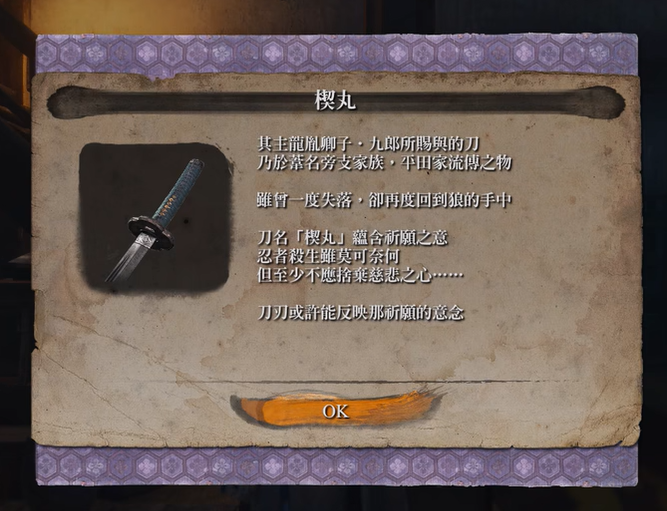 楔丸
其主龍胤卿子・九郎所賜與的刀
乃於葦名旁支家族，平田家流傳之物
雖曾一度失落，卻再度回到狼的手中
刀名「楔丸」蘊含祈願之意
忍者殺生雖莫可奈何
但至少不應捨棄慈悲之心⋯⋯
刀刃或許能反映那祈願的意念
OK